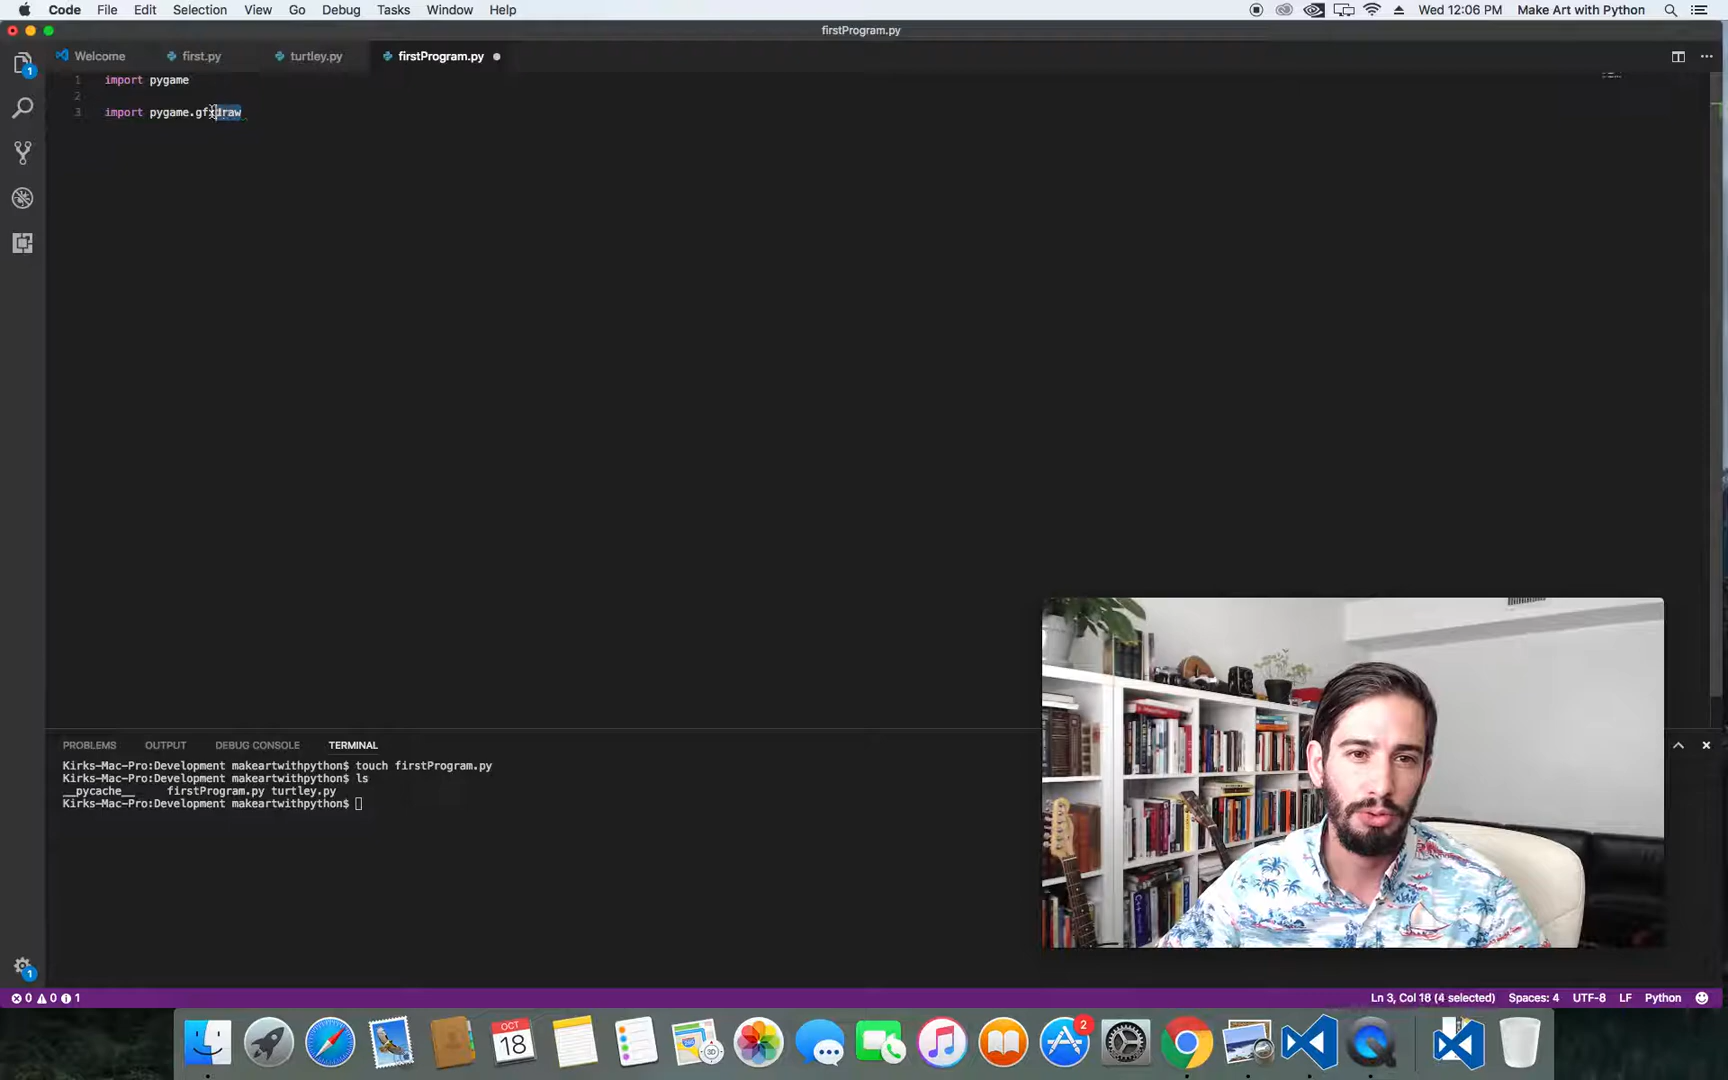 Code File Edit Selection View Go Debug Tasks Window Help
Wed 12:06 PM Make Art with Python
firstProgram.py
Welcome first.py turtley.py firstProgram.py
1 import pygame
2
3 import pygame.gfxdraw
1
PROBLEMS OUTPUT DEBUG CONSOLE TERMINAL
Kirks-Mac-Pro:Development makeartwithpython$ touch firstProgram.py
Kirks-Mac-Pro:Development makeartwithpython$ ls
__pycache__ firstProgram.py turtley.py
Kirks-Mac-Pro:Development makeartwithpython$
1
0 0 1 Ln 3, Col 18 (4 selected) Spaces: 4 UTF-8 LF Python
OCT
18
3D
2